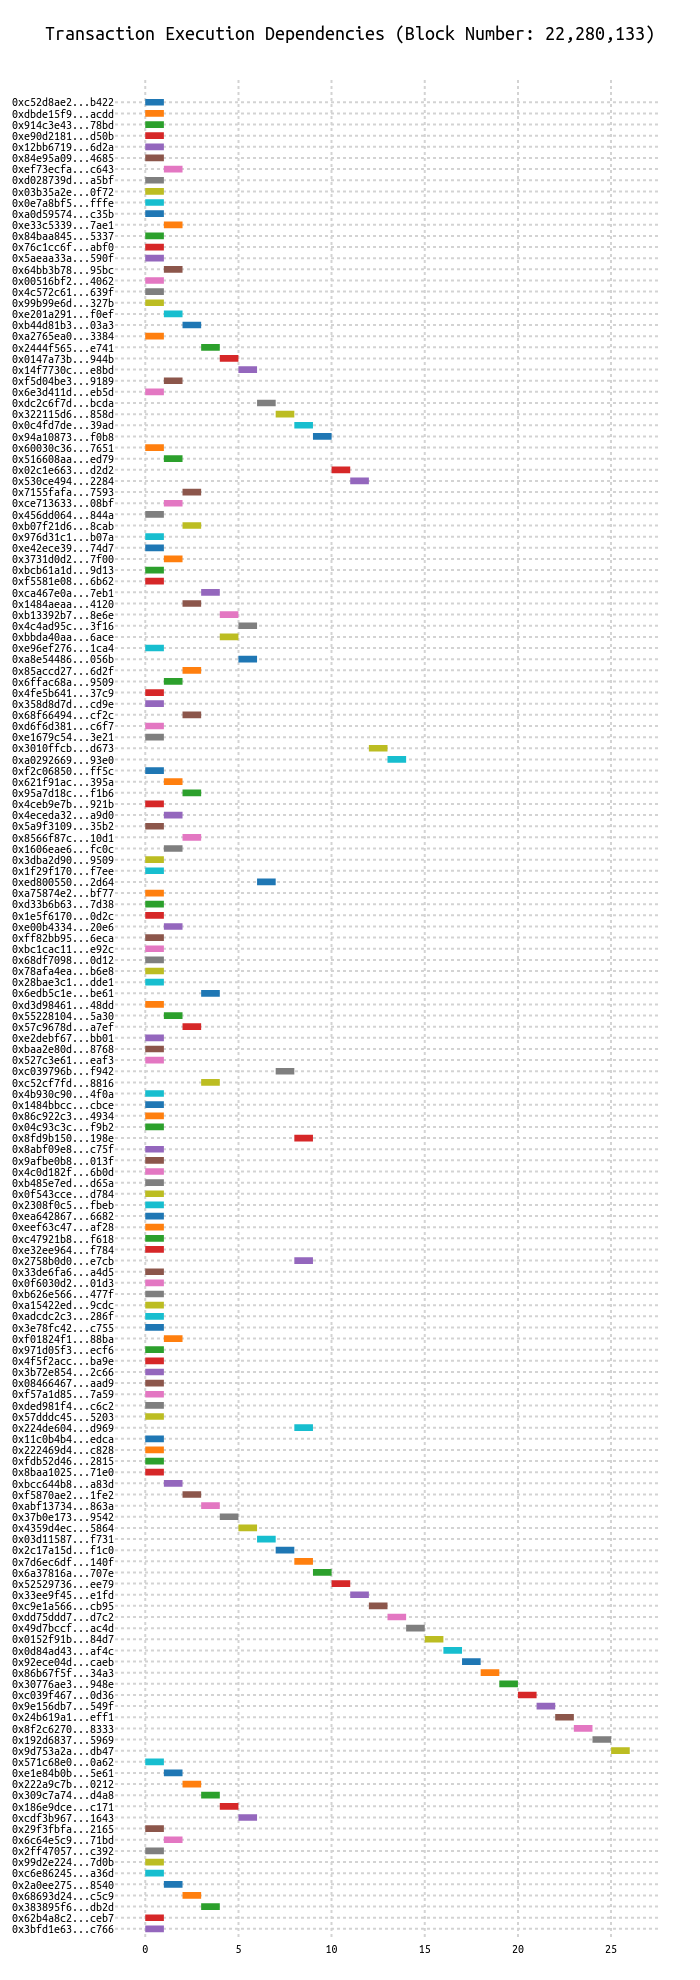 Transaction Execution Dependencies (Block Number: 22,280,133)
0xc52d8ae2...b422
0xdbde15f9...acdd
0x914c3e43...78bd
0xe90d2181...d50b
0x12bb6719...6d2a
0x84e95a09...4685
0xef73ecfa...c643
0xd028739d...a5bf
0x03b35a2e...0f72
0x0e7a8bf5...fffe
0xa0d59574...c35b
0xe33c5339...7ae1
0x84baa845...5337
0x76c1cc6f...abf0
0x5aeaa33a...590f
0x64bb3b78...95bc
0x00516bf2...4062
0x4c572c61...639f
0x99b99e6d...327b
0xe201a291...f0ef
0xb44d81b3...03a3
0xa2765ea0...3384
0x2444f565...e741
0x0147a73b...944b
0x14f7730c...e8bd
0xf5d04be3...9189
0x6e3d411d...eb5d
0xdc2c6f7d...bcda
0x322115d6...858d
0x0c4fd7de...39ad
0x94a10873...f0b8
0x60030c36...7651
0x516608aa...ed79
0x02c1e663...d2d2
0x530ce494...2284
0x7155fafa...7593
0xce713633...08bf
0x456dd064...844a
0xb07f21d6...8cab
0x976d31c1...b07a
0xe42ece39...74d7
0x3731d0d2...7f00
0xbcb61a1d...9d13
0xf5581e08...6b62
0xca467e0a...7eb1
0x1484aeaa...4120
0xb13392b7...8e6e
0x4c4ad95c...3f16
0xbbda40aa...6ace
0xe96ef276...1ca4
0xa8e54486...056b
0x85accd27...6d2f
0x6ffac68a...9509
0x4fe5b641...37c9
0x358d8d7d...cd9e
0x68f66494...cf2c
0xd6f6d381...c6f7
0xe1679c54...3e21
0x3010ffcb...d673
0xa0292669...93e0
0xf2c06850...ff5c
0x621f91ac...395a
0x95a7d18c...f1b6
0x4ceb9e7b...921b
0x4eceda32...a9d0
0x5a9f3109...35b2
0x8566f87c...10d1
0x1606eae6...fc0c
0x3dba2d90...9509
0x1f29f170...f7ee
0xed800550...2d64
0xa75874e2...bf77
0xd33b6b63...7d38
0x1e5f6170...0d2c
0xe00b4334...20e6
0xff82bb95...6eca
0xbc1cac11...e92c
0x68df7098...0d12
0x78afa4ea...b6e8
0x28bae3c1...dde1
0x6edb5c1e...be61
0xd3d98461...48dd
0x55228104...5a30
0x57c9678d...a7ef
0xe2debf67...bb01
0xbaa2e80d...8768
0x527c3e61...eaf3
0xc039796b...f942
0xc52cf7fd...8816
0x4b930c90...4f0a
0x1484bbcc...cbce
0x86c922c3...4934
0x04c93c3c...f9b2
0x8fd9b150...198e
0x8abf09e8...c75f
0x9afbe0b8...013f
0x4c0d182f...6b0d
0xb485e7ed...d65a
0x0f543cce...d784
0x2308f0c5...fbeb
0xea642867...6682
0xeef63c47...af28
0xc47921b8...f618
0xe32ee964...f784
0x2758b0d0...e7cb
0x33de6fa6...a4d5
0x0f6030d2...01d3
0xb626e566...477f
0xa15422ed...9cdc
0xadcdc2c3...286f
0x3e78fc42...c755
0xf01824f1...88ba
0x971d05f3...ecf6
0x4f5f2acc...ba9e
0x3b72e854...2c66
0x08466467...aad9
0xf57a1d85...7a59
0xded981f4...c6c2
0x57dddc45...5203
0x224de604...d969
0x11c0b4b4...edca
0x222469d4...c828
0xfdb52d46...2815
0x8baa1025...71e0
0xbcc644b8...a83d
0xf5870ae2...1fe2
0xabf13734...863a
0x37b0e173...9542
0x4359d4ec...5864
0x03d11587...f731
0x2c17a15d...f1c0
0x7d6ec6df...140f
0x6a37816a...707e
0x52529736...ee79
0x33ee9f45...e1fd
0xc9e1a566...cb95
0xdd75ddd7...d7c2
0x49d7bccf...ac4d
0x0152f91b...84d7
0x0d84ad43...af4c
0x92ece04d...caeb
0x86b67f5f...34a3
0x30776ae3...948e
0xc039f467...0d36
0x9e156db7...549f
0x24b619a1...eff1
0x8f2c6270...8333
0x192d6837...5969
0x9d753a2a...db47
0x571c68e0...0a62
0xe1e84b0b...5e61
0x222a9c7b...0212
0x309c7a74...d4a8
0x186e9dce...c171
0xcdf3b967...1643
0x29f3fbfa...2165
0x6c64e5c9...71bd
0x2ff47057...c392
0x99d2e224...7d0b
0xc6e86245...a36d
0x2a0ee275...8540
0x68693d24...c5c9
0x383895f6...db2d
0x62b4a8c2...ceb7
0x3bfd1e63...c766
0 5 10 15 20 25